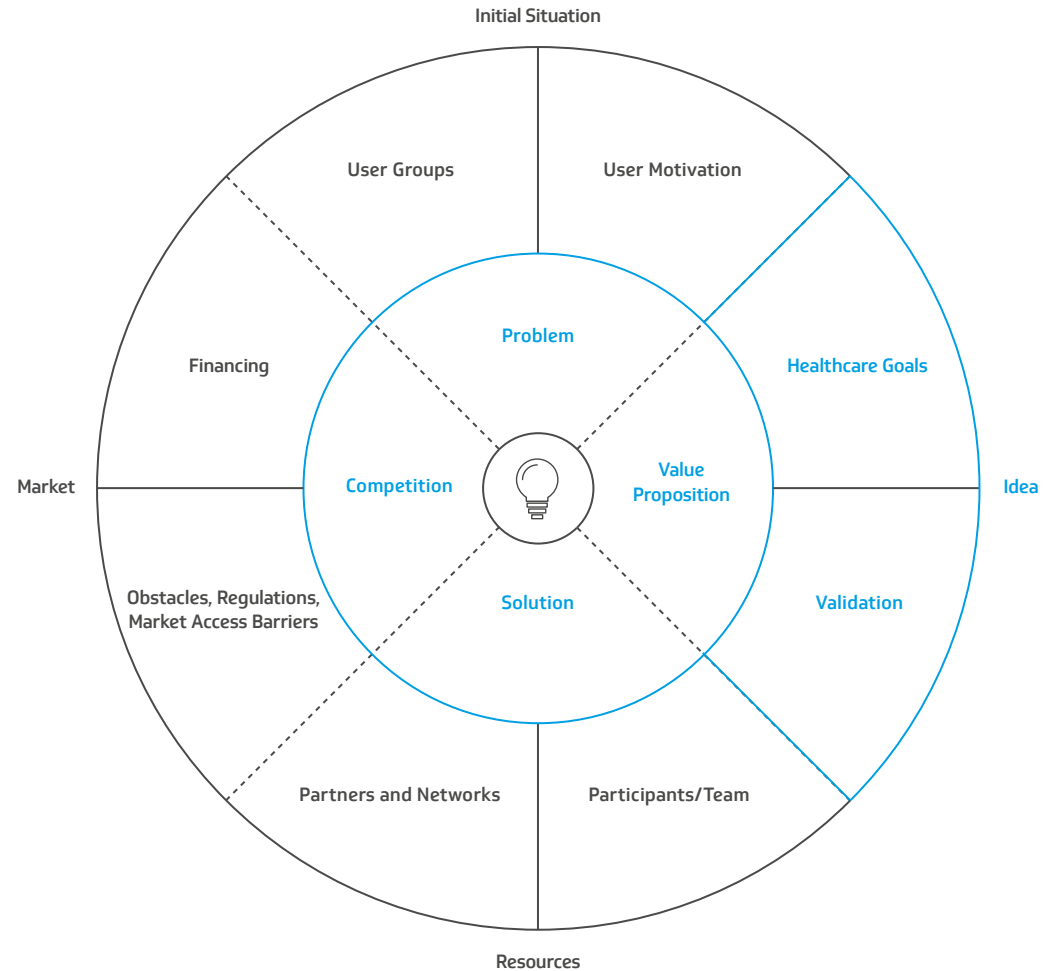 Initial Situation
User Groups
User Motivation
Problem
Financing
Healthcare Goals
Market
Competition
Value
Proposition
Idea
Obstacles, Regulations,
Market Access Barriers
Solution
Validation
Partners and Networks
Participants/Team
Resources